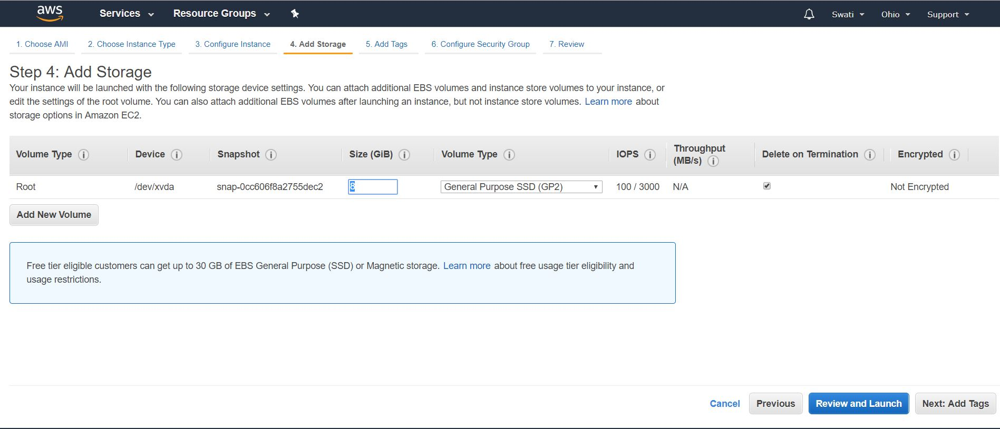 aws Services Resource Groups Swati Ohio Support
1. Choose AMI 2. Choose Instance Type 3. Configure Instance 4. Add Storage 5. Add Tags 6. Configure Security Group 7. Review
Step 4: Add Storage
Your instance will be launched with the following storage device settings. You can attach additional EBS volumes and instance store volumes to your instance, or
edit the settings of the root volume. You can also attach additional EBS volumes after launching an instance, but not instance store volumes. Learn more about
storage options in Amazon EC2.
Volume Type i Device i Snapshot i Size (GiB) i Volume Type i IOPS i Throughput
(MB/s) i Delete on Termination i Encrypted i
Root /dev/xvda snap-0cc606f8a2755dec2 8 General Purpose SSD (GP2) 100 / 3000 N/A Not Encrypted
Add New Volume
Free tier eligible customers can get up to 30 GB of EBS General Purpose (SSD) or Magnetic storage. Learn more about free usage tier eligibility and
usage restrictions.
Cancel Previous Review and Launch Next: Add Tags